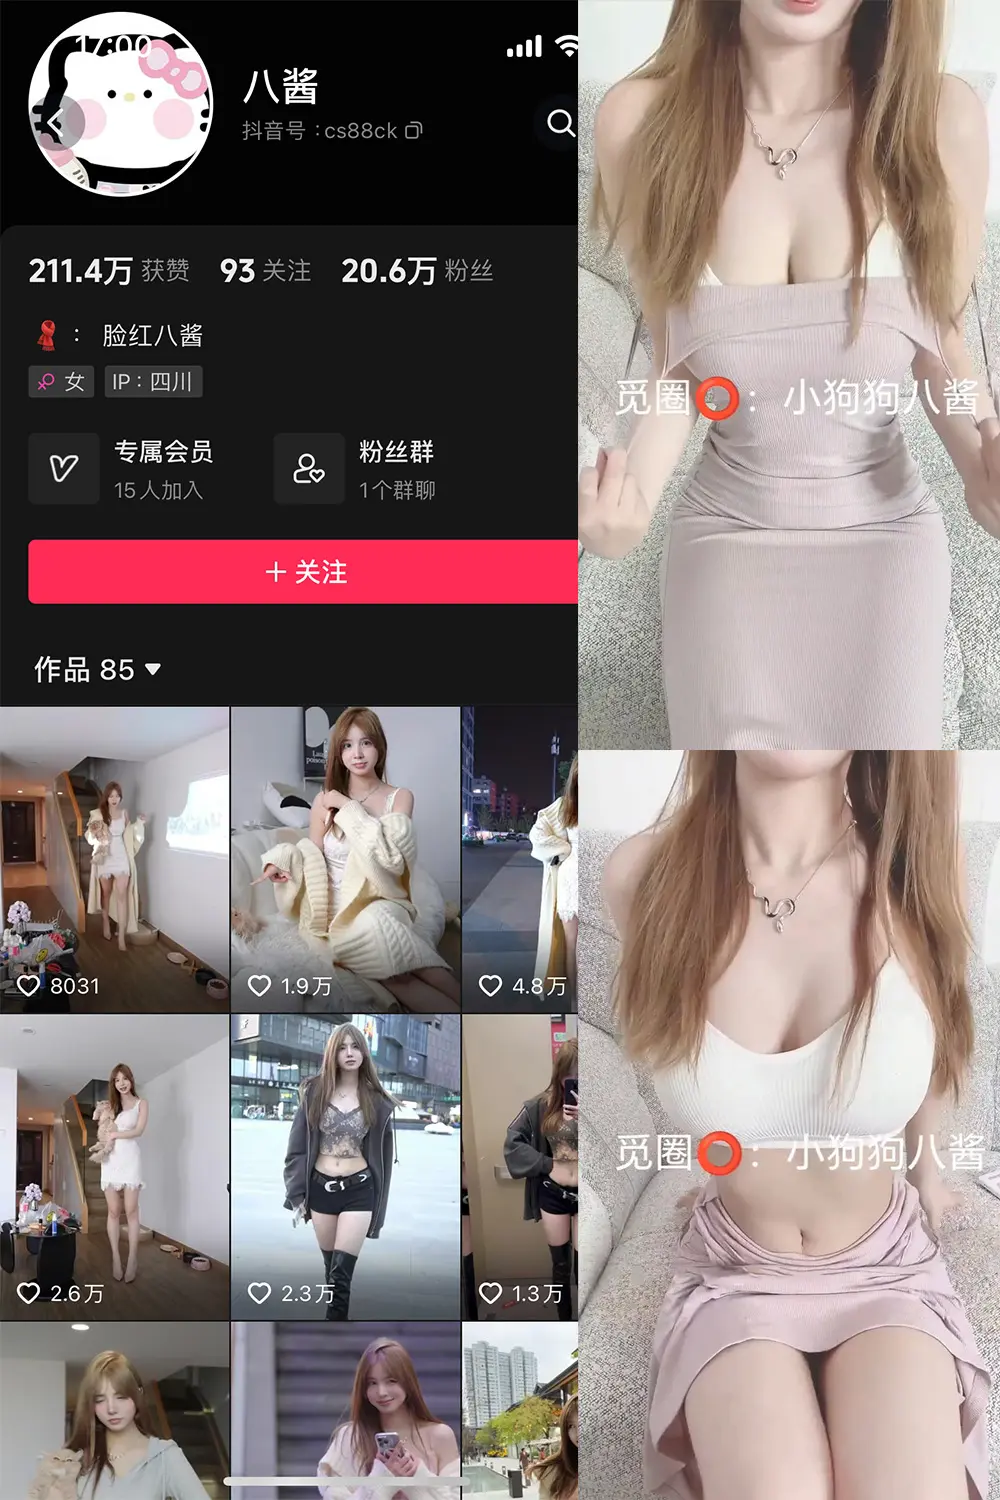 17:00
八酱
抖音号：cs88ck
211.4万 获赞 93 关注 20.6万 粉丝
： 脸红八酱
女 IP：四川
专属会员
15人加入
粉丝群
1个群聊
+ 关注
作品 85
8031
1.9万
4.8万
2.6万
2.3万
1.3万
觅圈⭕：小狗狗八酱
觅圈⭕：小狗狗八酱